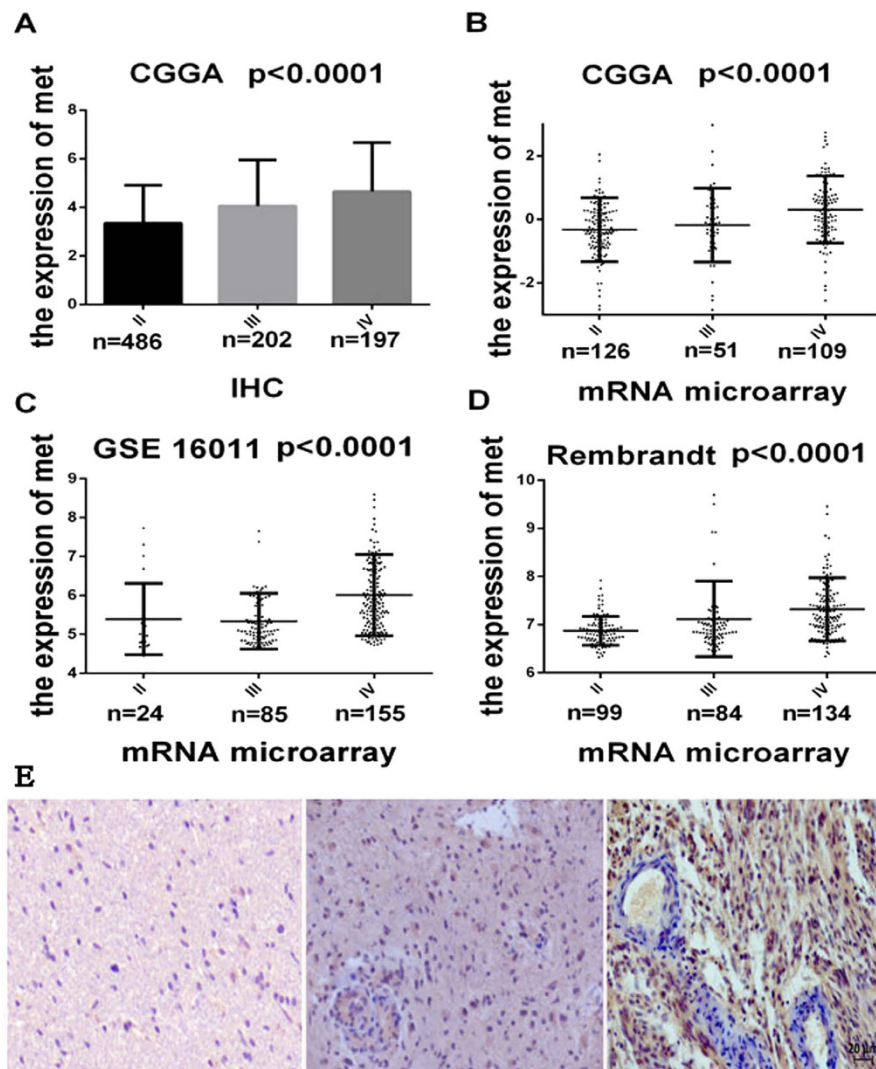 A
CGGA p<0.0001
the expression of met
8
6
4
2
0
II
III
IV
n=486
n=202
n=197
IHC
B
CGGA p<0.0001
the expression of met
2
0
-2
II
III
IV
n=126
n=51
n=109
mRNA microarray
C
GSE 16011 p<0.0001
the expression of met
9
8
7
6
5
4
II
III
IV
n=24
n=85
n=155
mRNA microarray
D
Rembrandt p<0.0001
the expression of met
10
9
8
7
6
II
III
IV
n=99
n=84
n=134
mRNA microarray
E